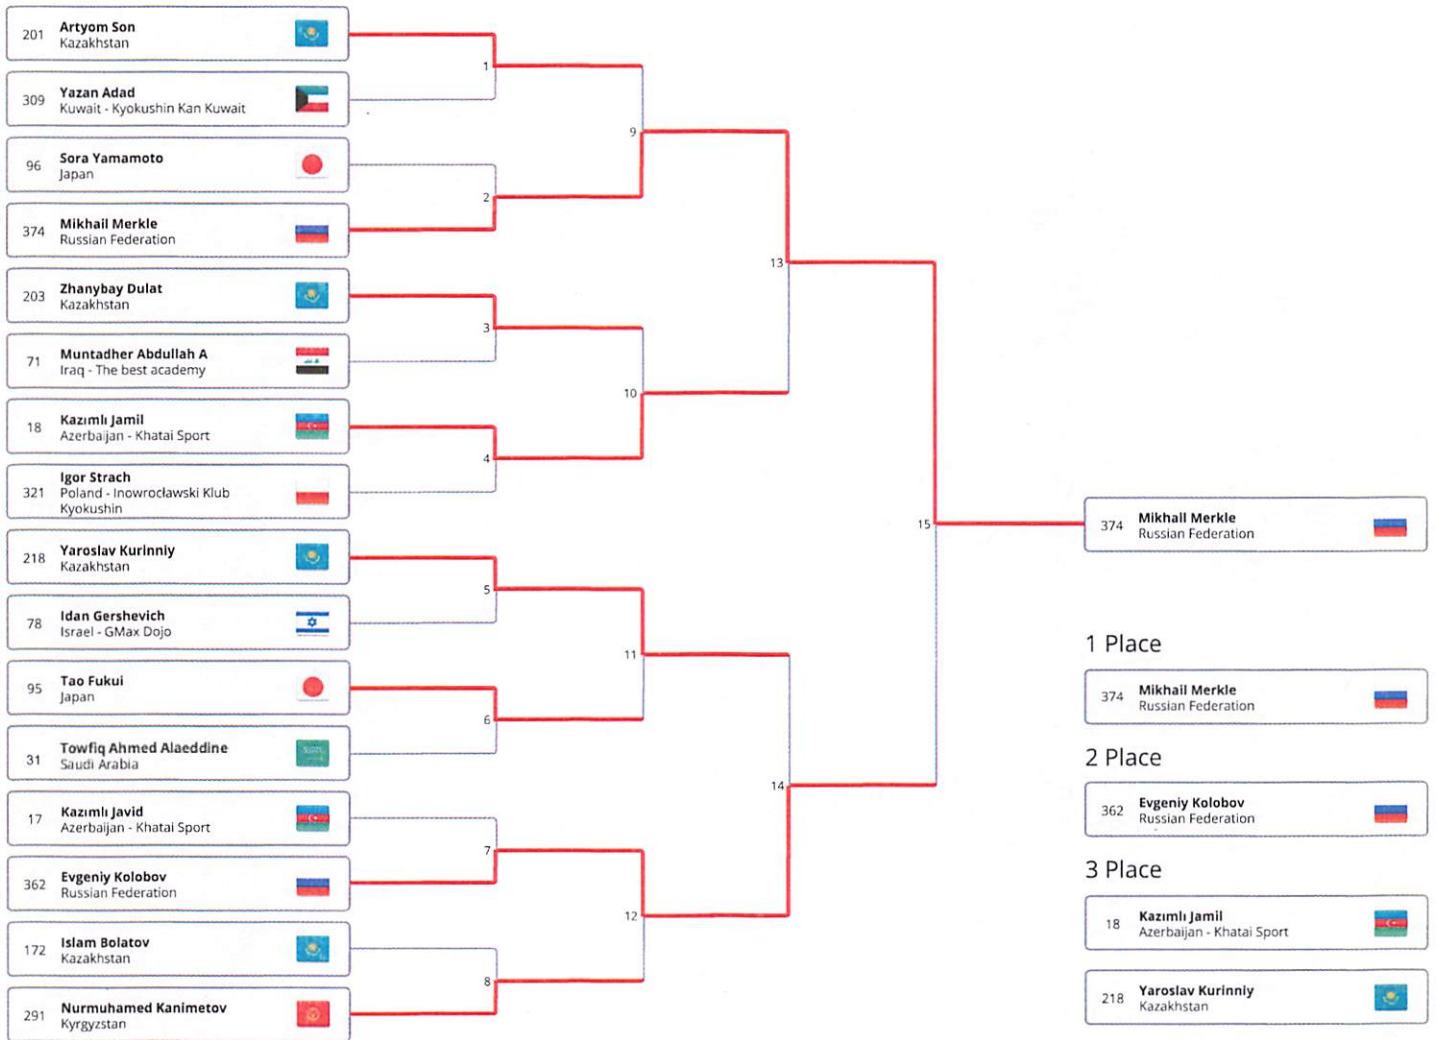 201 Artyom Son
Kazakhstan
309 Yazan Adad
Kuwait - Kyokushin Kan Kuwait
96 Sora Yamamoto
Japan
374 Mikhail Merkle
Russian Federation
203 Zhanybay Dulat
Kazakhstan
71 Muntadher Abdullah A
Iraq - The best academy
18 Kazımlı Jamil
Azerbaijan - Khatai Sport
321 Igor Strach
Poland - Inowrocławski Klub
Kyokushin
218 Yaroslav Kurinniy
Kazakhstan
78 Idan Gershevich
Israel - GMax Dojo
95 Tao Fukui
Japan
31 Towfiq Ahmed Alaeddine
Saudi Arabia
17 Kazımlı Javid
Azerbaijan - Khatai Sport
362 Evgeniy Kolobov
Russian Federation
172 Islam Bolatov
Kazakhstan
291 Nurmuhamed Kanimetov
Kyrgyzstan
1
2
3
4
5
6
7
8
9
10
11
12
13
14
15
374 Mikhail Merkle
Russian Federation
1 Place
374 Mikhail Merkle
Russian Federation
2 Place
362 Evgeniy Kolobov
Russian Federation
3 Place
18 Kazımlı Jamil
Azerbaijan - Khatai Sport
218 Yaroslav Kurinniy
Kazakhstan